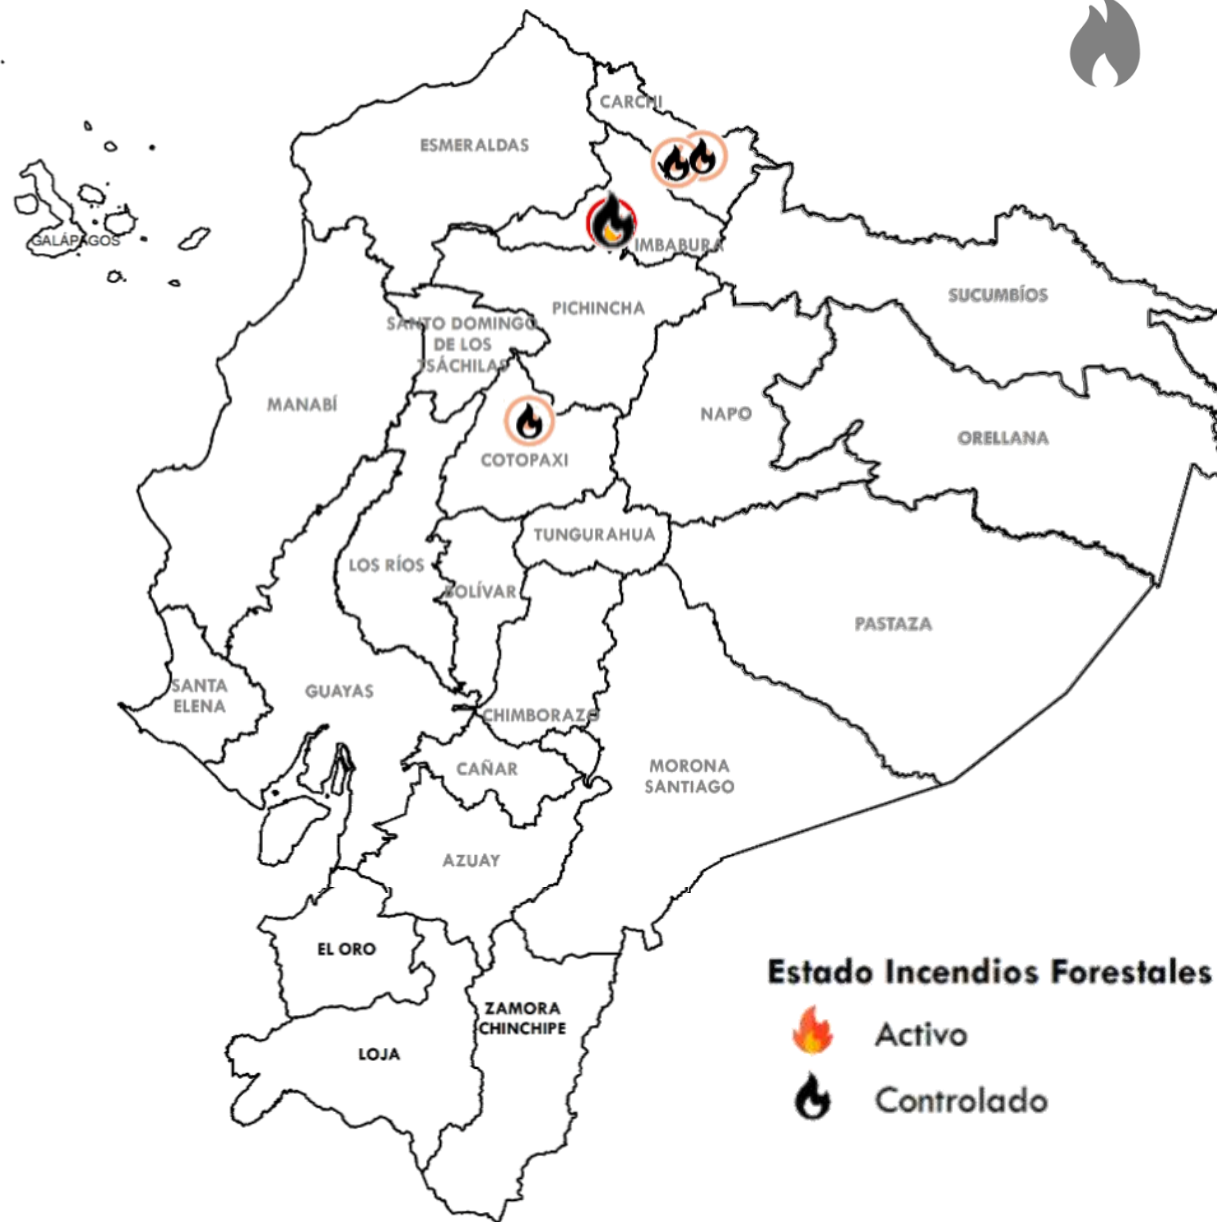 CARCHI
ESMERALDAS
GALÁPAGOS
IMBABURA
SUCUMBÍOS
PICHINCHA
SANTO DOMINGO
DE LOS
TSÁCHILAS
MANABÍ
NAPO
ORELLANA
COTOPAXI
TUNGURAHUA
LOS RÍOS
BOLÍVAR
PASTAZA
SANTA
ELENA
GUAYAS
CHIMBORAZO
CAÑAR
MORONA
SANTIAGO
AZUAY
EL ORO
ZAMORA
CHINCHIPE
LOJA
Estado Incendios Forestales
Activo
Controlado